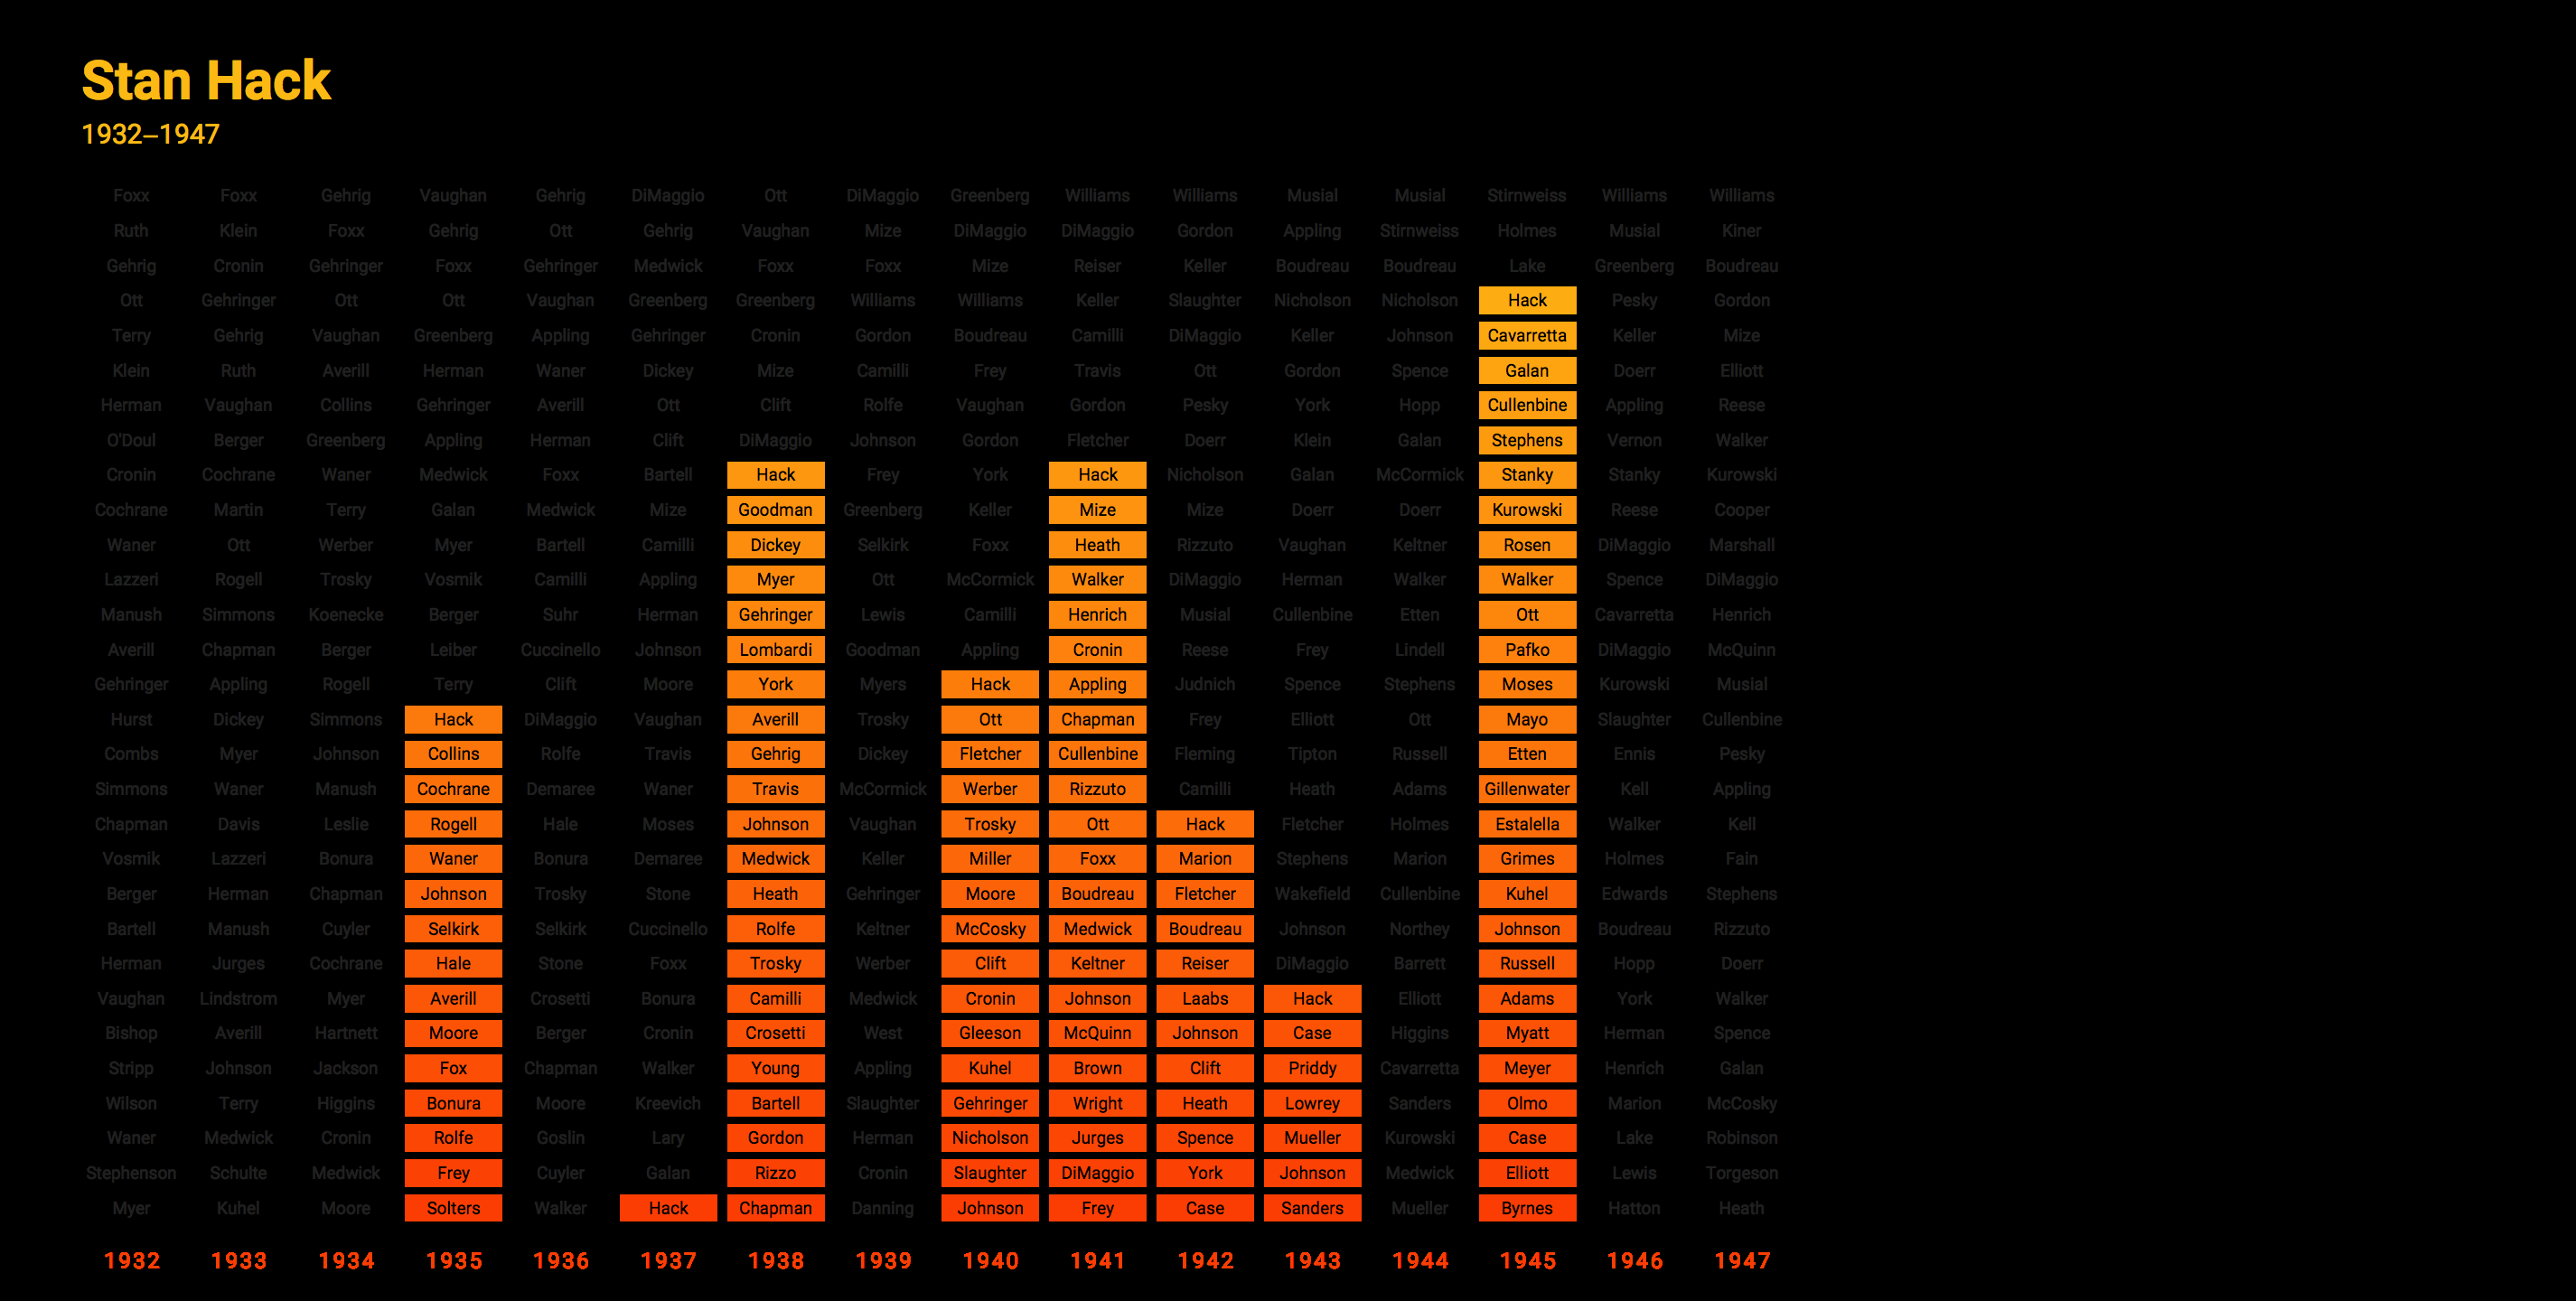 Stan Hack
1932–1947
Foxx Foxx Gehrig Vaughan Gehrig DiMaggio Ott DiMaggio Greenberg Williams Williams Musial Musial Stirnweiss Williams Williams
Ruth Klein Foxx Gehrig Ott Gehrig Vaughan Mize DiMaggio DiMaggio Gordon Appling Stirnweiss Holmes Musial Kiner
Gehrig Cronin Gehringer Foxx Gehringer Medwick Foxx Foxx Mize Reiser Keller Boudreau Boudreau Lake Greenberg Boudreau
Ott Gehringer Ott Ott Vaughan Greenberg Greenberg Williams Williams Keller Slaughter Nicholson Nicholson Hack Pesky Gordon
Terry Gehrig Vaughan Greenberg Appling Gehringer Cronin Gordon Boudreau Camilli DiMaggio Keller Johnson Cavarretta Keller Mize
Klein Ruth Averill Herman Waner Dickey Mize Camilli Frey Travis Ott Gordon Spence Galan Doerr Elliott
Herman Vaughan Collins Gehringer Averill Ott Clift Rolfe Vaughan Gordon Pesky York Hopp Cullenbine Appling Reese
O'Doul Berger Greenberg Appling Herman Clift DiMaggio Johnson Gordon Fletcher Doerr Klein Galan Stephens Vernon Walker
Cronin Cochrane Waner Medwick Foxx Bartell Hack Frey York Hack Nicholson Galan McCormick Stanky Stanky Kurowski
Cochrane Martin Terry Galan Medwick Mize Goodman Greenberg Keller Mize Mize Doerr Doerr Kurowski Reese Cooper
Waner Ott Werber Myer Bartell Camilli Dickey Selkirk Foxx Heath Rizzuto Vaughan Keltner Rosen DiMaggio Marshall
Lazzeri Rogell Trosky Vosmik Camilli Appling Myer Ott McCormick Walker DiMaggio Herman Walker Walker Spence DiMaggio
Manush Simmons Koenecke Berger Suhr Herman Gehringer Lewis Camilli Henrich Musial Cullenbine Etten Ott Cavarretta Henrich
Averill Chapman Berger Leiber Cuccinello Johnson Lombardi Goodman Appling Cronin Reese Frey Lindell Pafko DiMaggio McQuinn
Gehringer Appling Rogell Terry Clift Moore York Myers Hack Appling Judnich Spence Stephens Moses Kurowski Musial
Hurst Dickey Simmons Hack DiMaggio Vaughan Averill Trosky Ott Chapman Frey Elliott Ott Mayo Slaughter Cullenbine
Combs Myer Johnson Collins Rolfe Travis Gehrig Dickey Fletcher Cullenbine Fleming Tipton Russell Etten Ennis Pesky
Simmons Waner Manush Cochrane Demaree Waner Travis McCormick Werber Rizzuto Camilli Heath Adams Gillenwater Kell Appling
Chapman Davis Leslie Rogell Hale Moses Johnson Vaughan Trosky Ott Hack Fletcher Holmes Estalella Walker Kell
Vosmik Lazzeri Bonura Waner Bonura Demaree Medwick Keller Miller Foxx Marion Stephens Marion Grimes Holmes Fain
Berger Herman Chapman Johnson Trosky Stone Heath Gehringer Moore Boudreau Fletcher Wakefield Cullenbine Kuhel Edwards Stephens
Bartell Manush Cuyler Selkirk Selkirk Cuccinello Rolfe Keltner McCosky Medwick Boudreau Johnson Northey Johnson Boudreau Rizzuto
Herman Jurges Cochrane Hale Stone Foxx Trosky Werber Clift Keltner Reiser DiMaggio Barrett Russell Hopp Doerr
Vaughan Lindstrom Myer Averill Crosetti Bonura Camilli Medwick Cronin Johnson Laabs Hack Elliott Adams York Walker
Bishop Averill Hartnett Moore Berger Cronin Crosetti West Gleeson McQuinn Johnson Case Higgins Myatt Herman Spence
Stripp Johnson Jackson Fox Chapman Walker Young Appling Kuhel Brown Clift Priddy Cavarretta Meyer Henrich Galan
Wilson Terry Higgins Bonura Moore Kreevich Bartell Slaughter Gehringer Wright Heath Lowrey Sanders Olmo Marion McCosky
Waner Medwick Cronin Rolfe Goslin Lary Gordon Herman Nicholson Jurges Spence Mueller Kurowski Case Lake Robinson
Stephenson Schulte Medwick Frey Cuyler Galan Rizzo Cronin Slaughter DiMaggio York Johnson Medwick Elliott Lewis Torgeson
Myer Kuhel Moore Solters Walker Hack Chapman Danning Johnson Frey Case Sanders Mueller Byrnes Hatton Heath
1932 1933 1934 1935 1936 1937 1938 1939 1940 1941 1942 1943 1944 1945 1946 1947